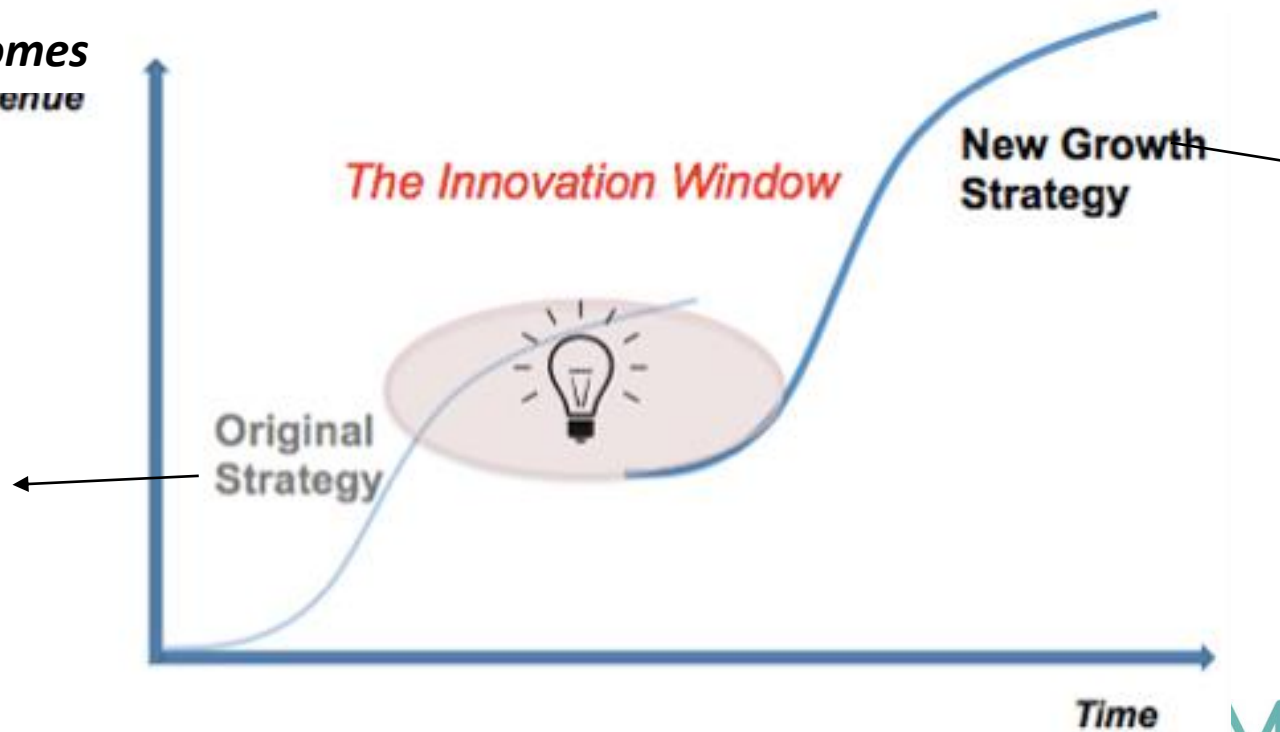 omes
enue
The Innovation Window
New Growth
Strategy
Original
Strategy
Time